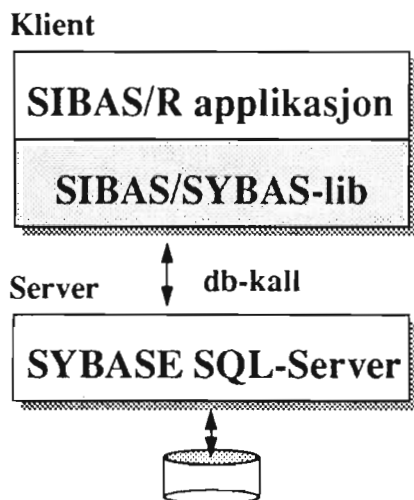 Klient
SIBAS/R applikasjon
SIBAS/SYBAS-lib
db-kall
Server
SYBASE SQL-Server